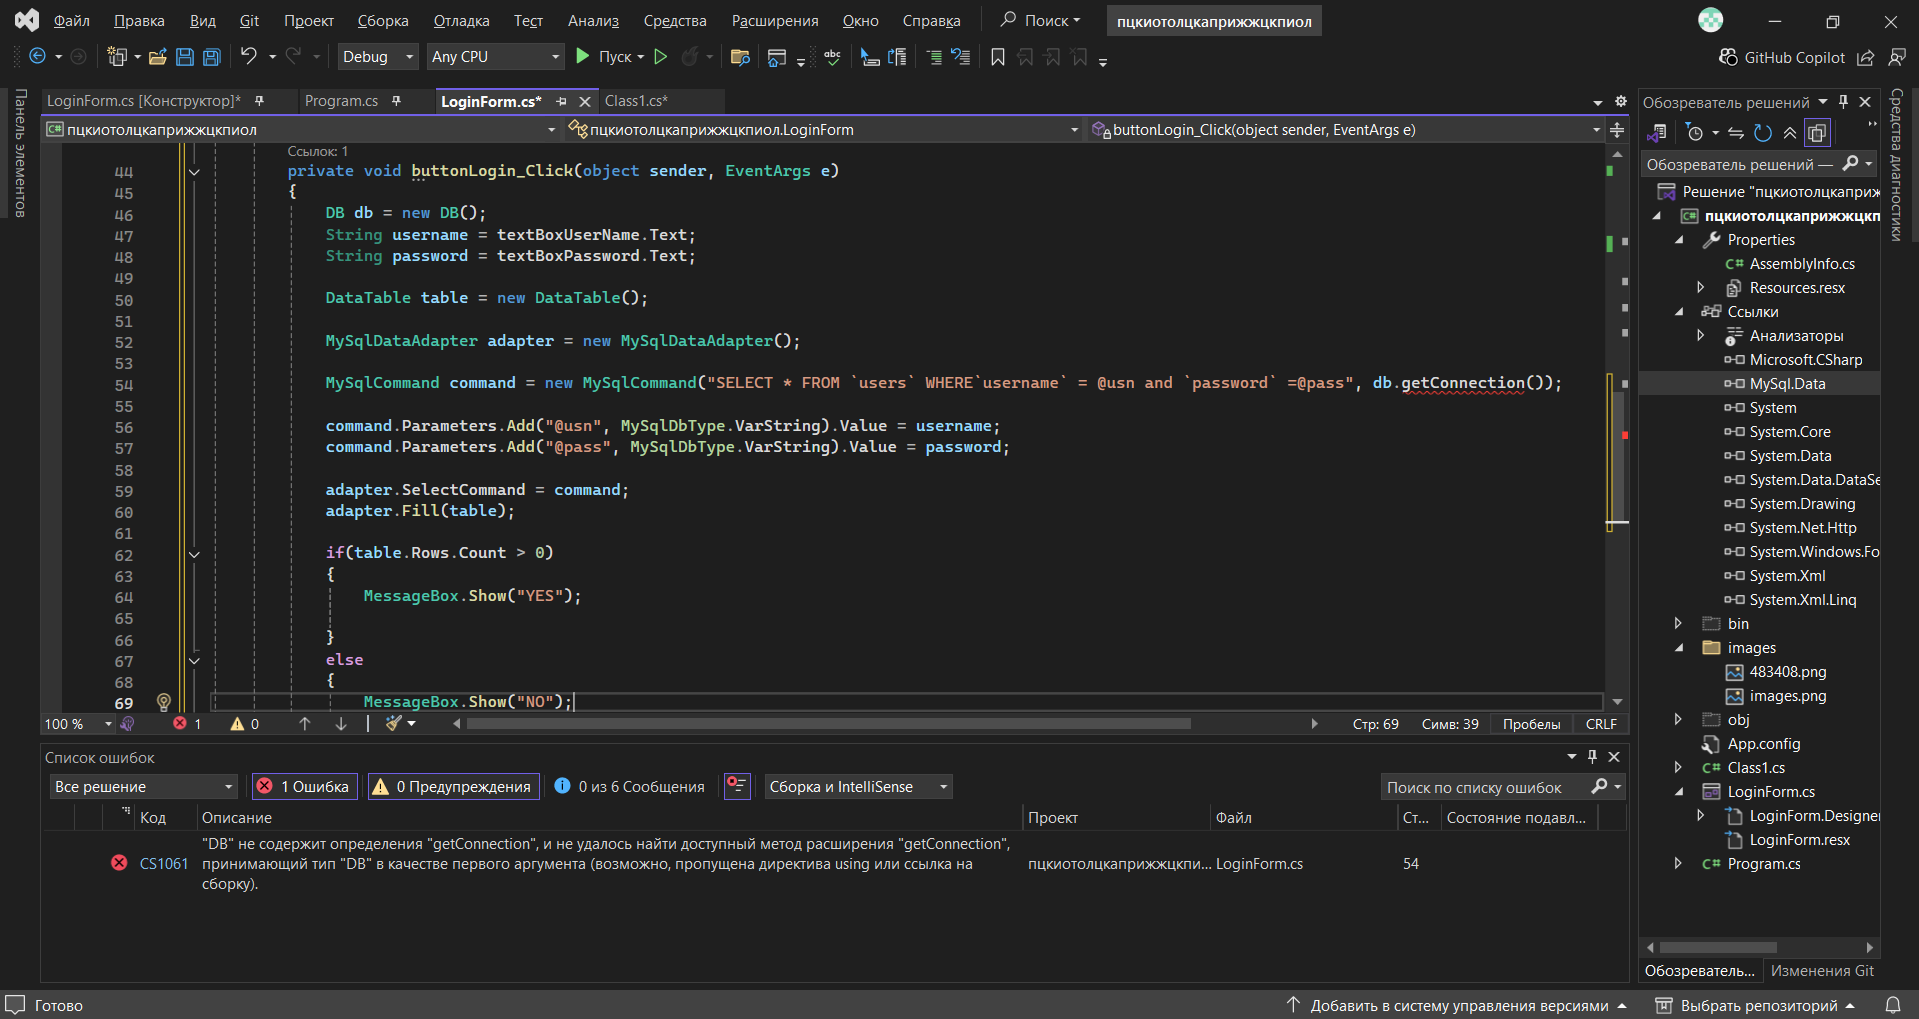 Файл Правка Вид Git Проект Сборка Отладка Тест Анализ Средства Расширения Окно Справка Поиск пцкиотолцкаприжжцкпиол
Debug Any CPU Пуск abc GitHub Copilot
Панель элементов
LoginForm.cs [Конструктор]* Program.cs LoginForm.cs* Class1.cs*
пцкиотолцкаприжжцкпиол пцкиотолцкаприжжцкпиол.LoginForm buttonLogin_Click(object sender, EventArgs e)
Ссылок: 1
44 private void buttonLogin_Click(object sender, EventArgs e)
45 {
46 DB db = new DB();
47 String username = textBoxUserName.Text;
48 String password = textBoxPassword.Text;
49
50 DataTable table = new DataTable();
51
52 MySqlDataAdapter adapter = new MySqlDataAdapter();
53
54 MySqlCommand command = new MySqlCommand("SELECT * FROM `users` WHERE`username` = @usn and `password` =@pass", db.getConnection());
55
56 command.Parameters.Add("@usn", MySqlDbType.VarString).Value = username;
57 command.Parameters.Add("@pass", MySqlDbType.VarString).Value = password;
58
59 adapter.SelectCommand = command;
60 adapter.Fill(table);
61
62 if(table.Rows.Count > 0)
63 {
64 MessageBox.Show("YES");
65
66 }
67 else
68 {
69 MessageBox.Show("NO");
100 % 1 0 Стр: 69 Симв: 39 Пробелы CRLF
Список ошибок
Все решение 1 Ошибка 0 Предупреждения 0 из 6 Сообщения Сборка и IntelliSense Поиск по списку ошибок
Код Описание Проект Файл Ст... Состояние подавл...
CS1061 "DB" не содержит определения "getConnection", и не удалось найти доступный метод расширения "getConnection",
принимающий тип "DB" в качестве первого аргумента (возможно, пропущена директива using или ссылка на
сборку).
пцкиотолцкаприжжцкпи... LoginForm.cs 54
Обозреватель решений
Обозреватель решений —
Решение "пцкиотолцкаприж
пцкиотолцкаприжжцкп
Properties
AssemblyInfo.cs
Resources.resx
Ссылки
Анализаторы
Microsoft.CSharp
MySql.Data
System
System.Core
System.Data
System.Data.DataSe
System.Drawing
System.Net.Http
System.Windows.Fo
System.Xml
System.Xml.Linq
bin
images
483408.png
images.png
obj
App.config
Class1.cs
LoginForm.cs
LoginForm.Designer
LoginForm.resx
Program.cs
Обозреватель... Изменения Git
Средства диагностики
Готово Добавить в систему управления версиями Выбрать репозиторий